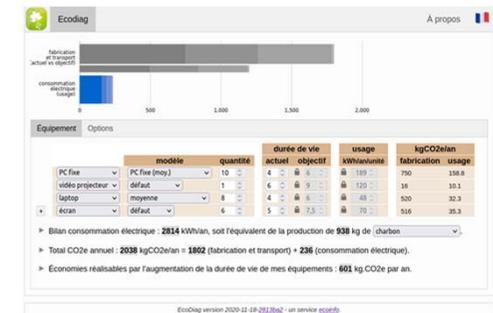 Ecodiag
À propos
fabrication
et transport
(actuel vs objectif)
consommation
électrique
(usage)
0 500 1.000 1.500 2.000
Équipement Options
durée de vie usage kgCO2e/an
modèle quantité actuel objectif kWh/an/unité fabrication usage
PC fixe PC fixe (moy.) 10 4 6 189 750 158.8
vidéo projecteur défaut 1 6 9 120 16 10.1
laptop moyenne 8 4 6 48 520 32.3
+ écran défaut 6 5 7,5 70 516 35.3
Bilan consommation électrique : 2814 kWh/an, soit l'équivalent de la production de 938 kg de charbon .
Total CO2e annuel : 2038 kgCO2e/an = 1802 (fabrication et transport) + 236 (consommation électrique).
Économies réalisables par l'augmentation de la durée de vie de mes équipements : 601 kg.CO2e par an.
EcoDiag version 2020-11-18-2913ba2 - un service ecoinfo.